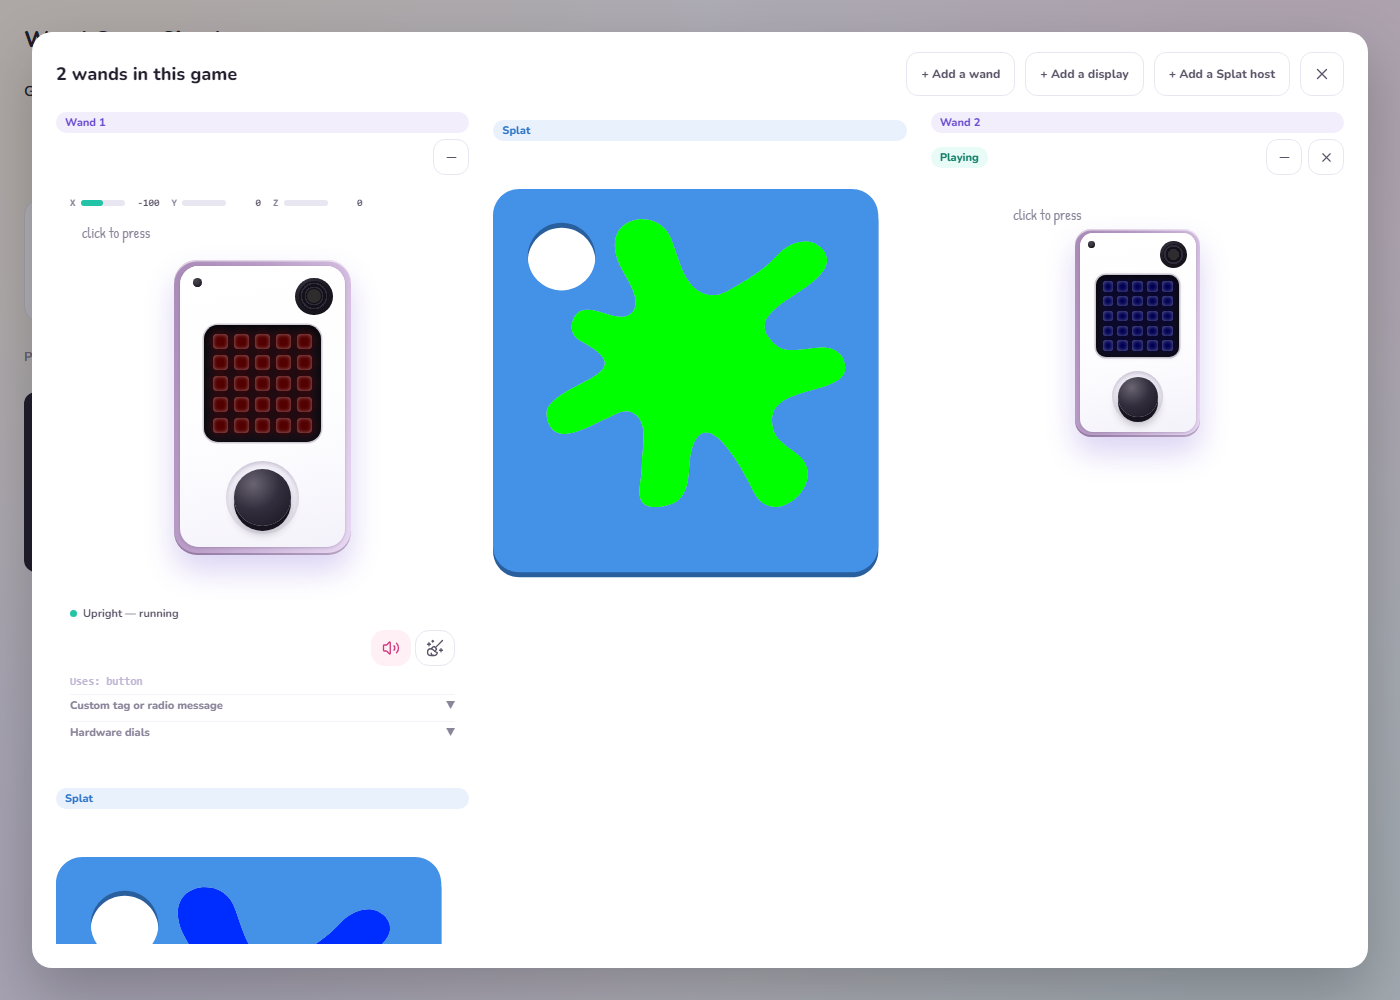 2 wands in this game
+ Add a wand
+ Add a display
+ Add a Splat host
Wand 1
Splat
Wand 2
Playing
X -100 Y 0 Z 0
click to press
click to press
Upright — running
Uses: button
Custom tag or radio message
Hardware dials
Splat